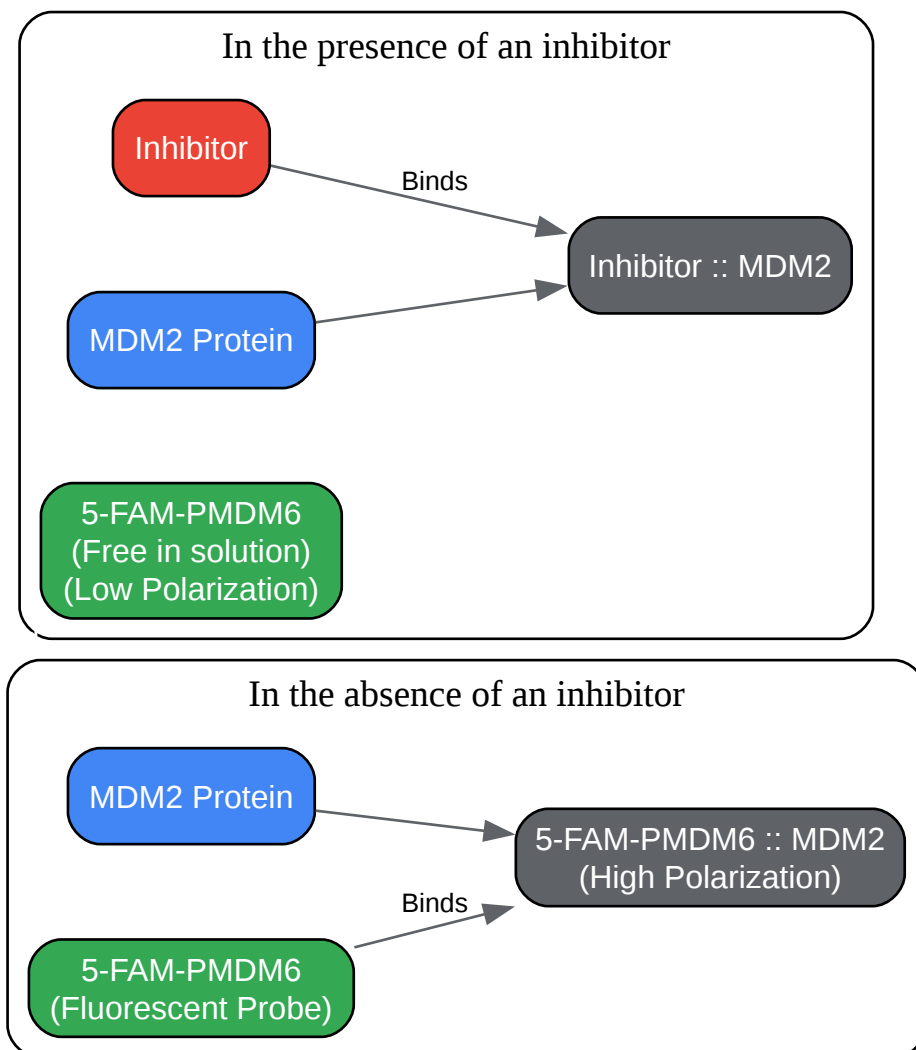 In the presence of an inhibitor
Inhibitor
Binds
Inhibitor :: MDM2
MDM2 Protein
5-FAM-PMDM6
(Free in solution)
(Low Polarization)
In the absence of an inhibitor
MDM2 Protein
5-FAM-PMDM6 :: MDM2
(High Polarization)
Binds
5-FAM-PMDM6
(Fluorescent Probe)